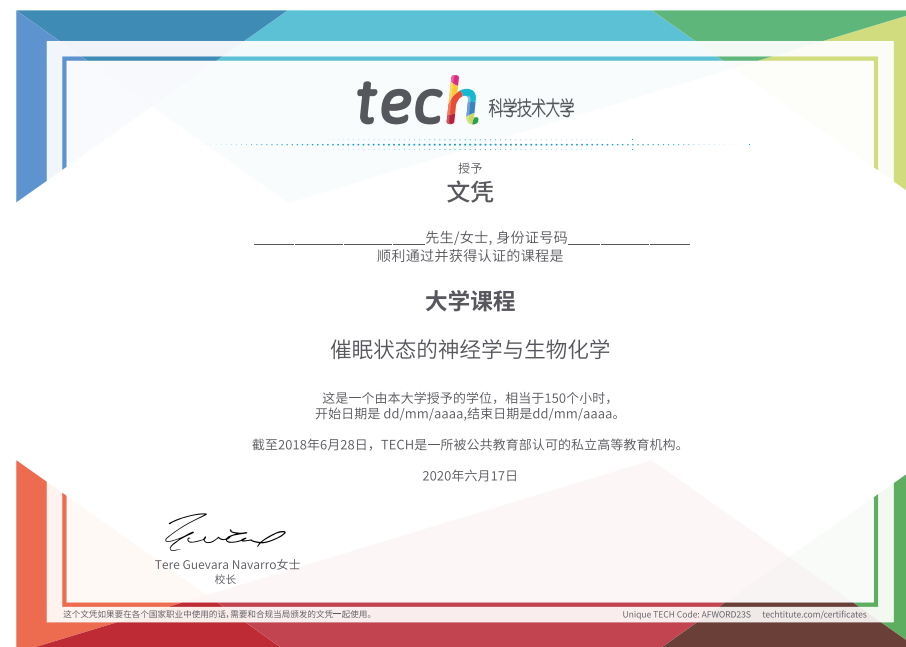 tech 科学技术大学
授予
文凭
先生/女士, 身份证号码
顺利通过并获得认证的课程是
大学课程
催眠状态的神经学与生物化学
这是一个由本大学授予的学位，相当于150个小时，
开始日期是 dd/mm/aaaa,结束日期是dd/mm/aaaa。
截至2018年6月28日，TECH是一所被公共教育部认可的私立高等教育机构。
2020年六月17日
Tere Guevara Navarro女士
校长
这个文凭如果要在各个国家职业中使用的话,需要和合规当局颁发的文凭一起使用。
Unique TECH Code: AFWORD23S techtitute.com/certificates